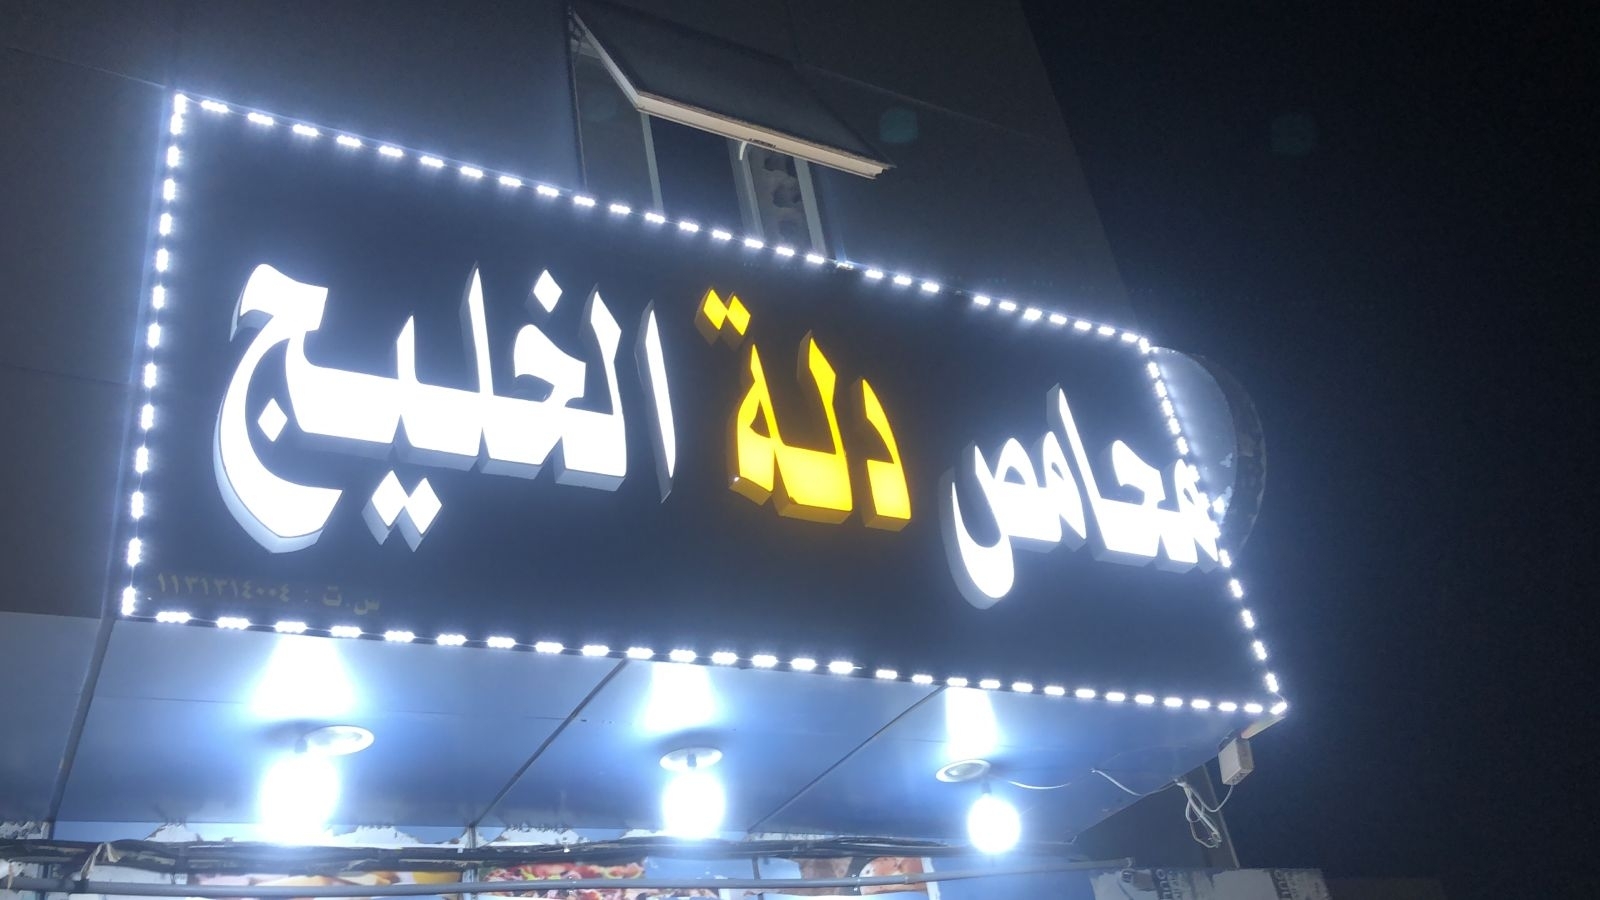 محامص دلة الخليج
س.ت : ١١٣١٣١٤٠٠٤